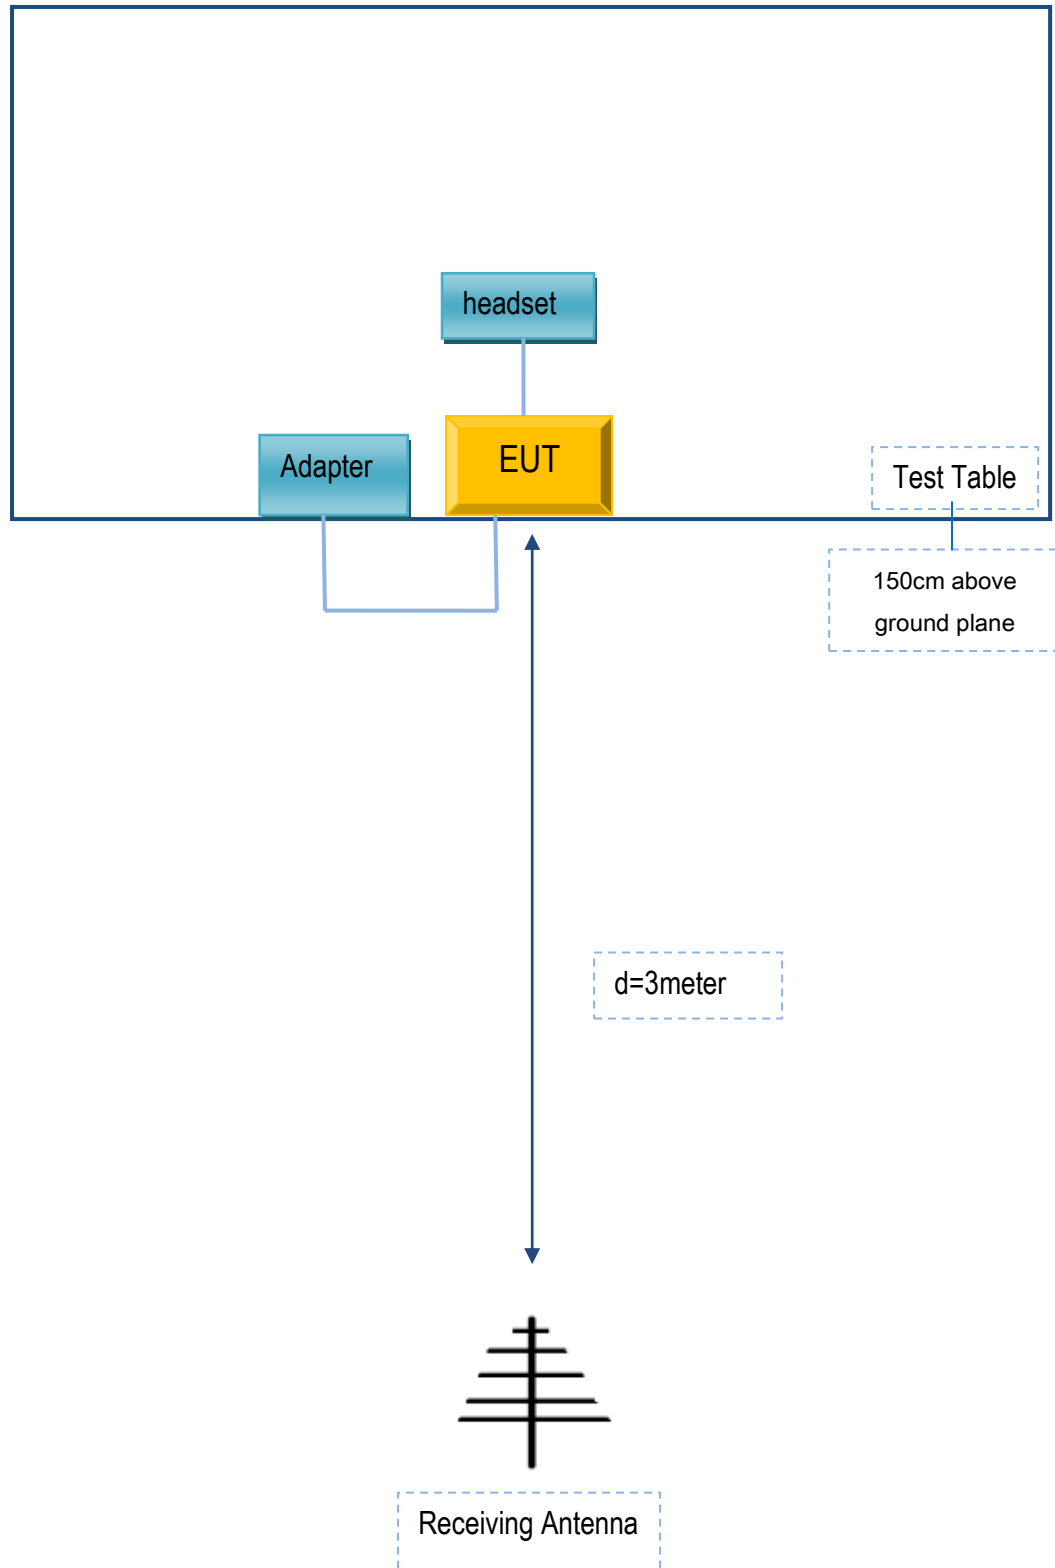 headset
Adapter
EUT
Test Table
150cm above
ground plane
d=3meter
Receiving Antenna